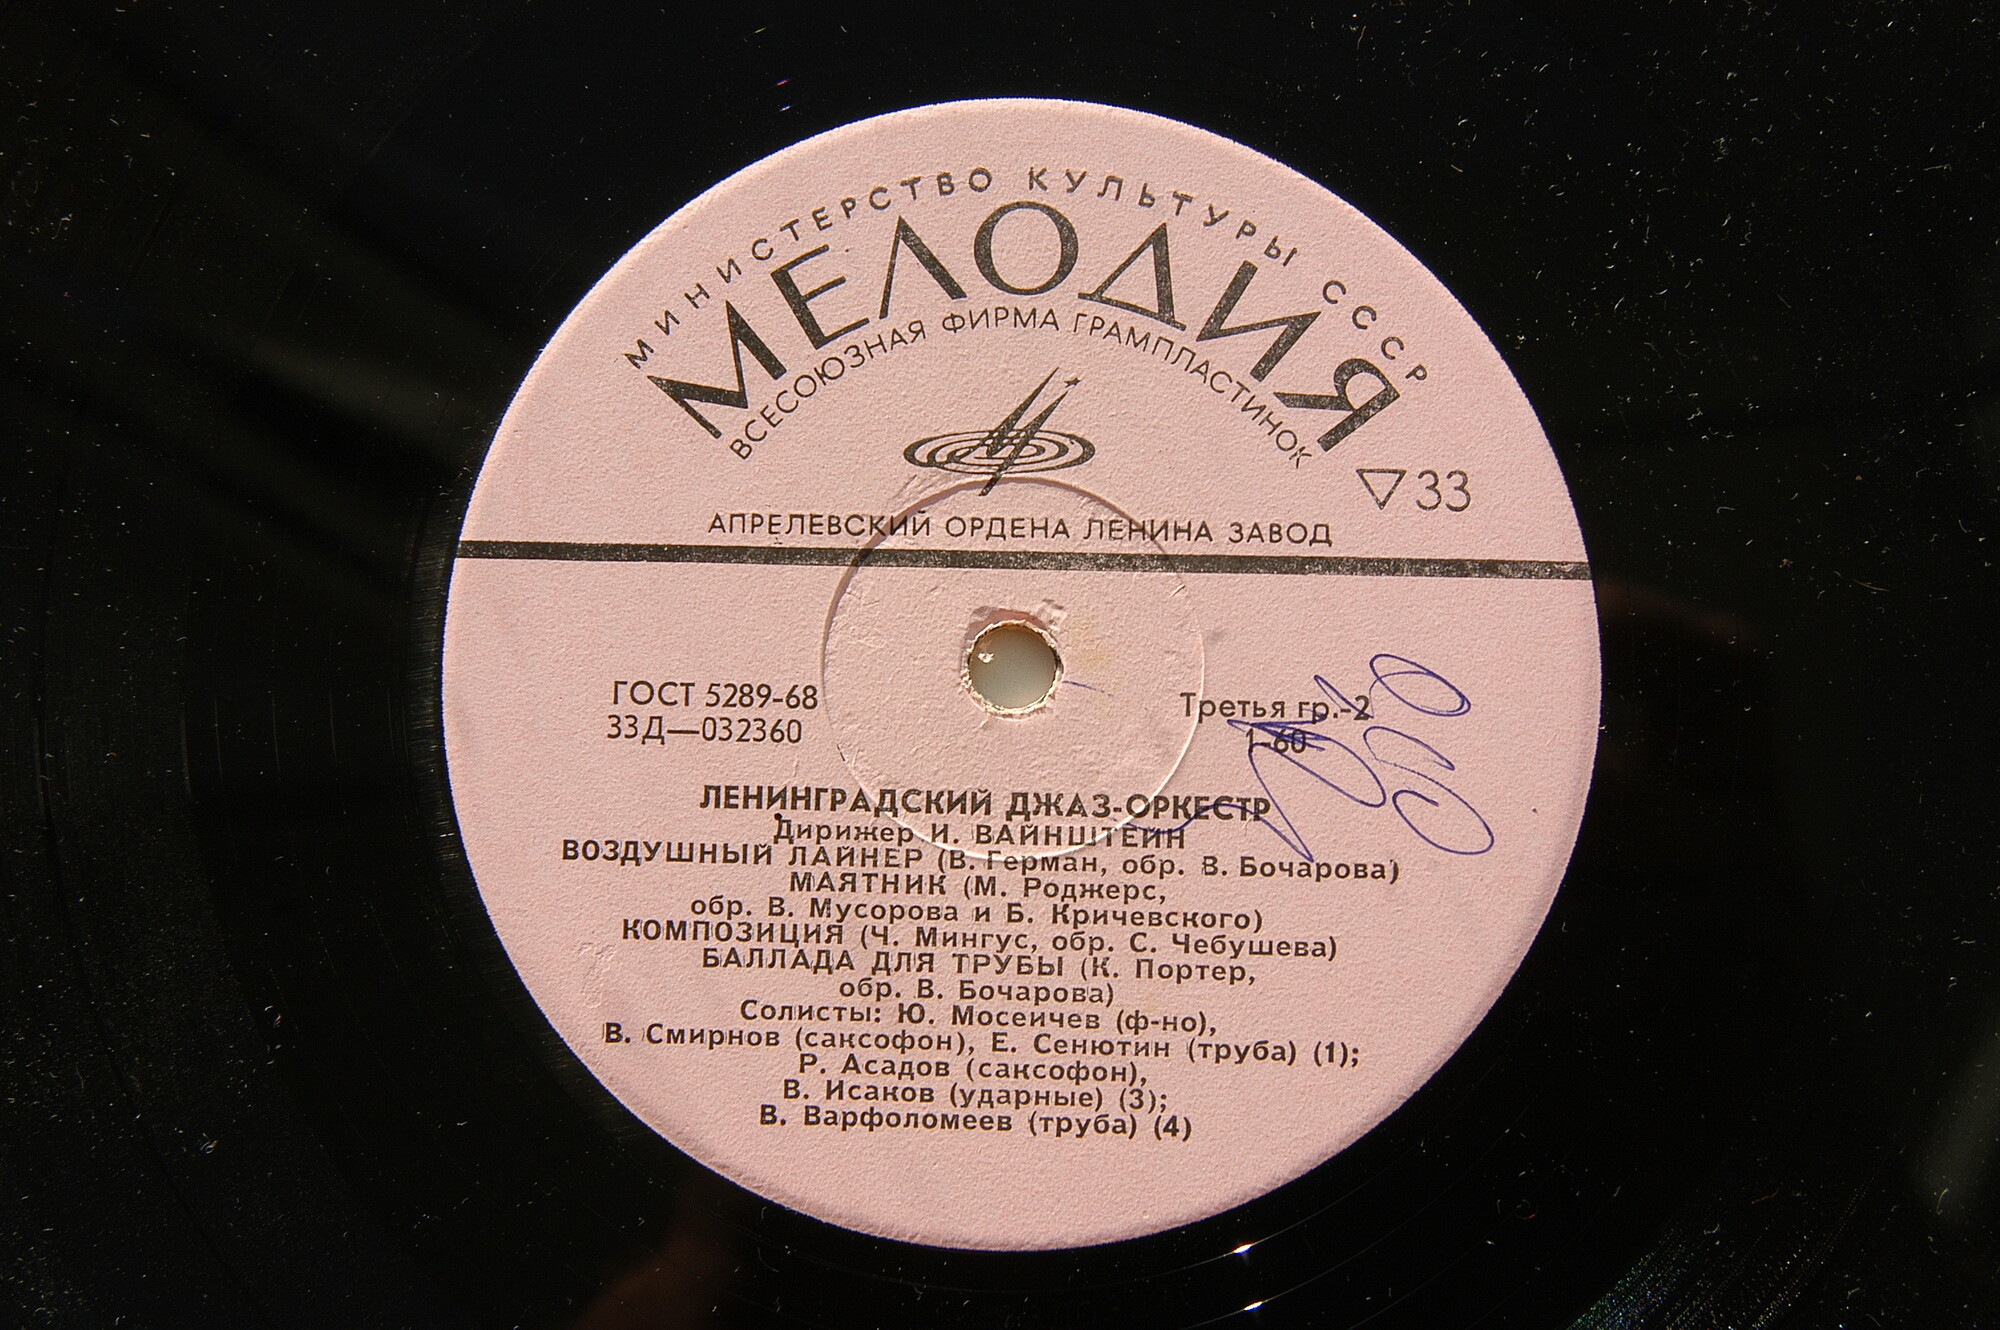 МИНИСТЕРСТВО КУЛЬТУРЫ СССР
МЕЛОДИЯ
ВСЕСОЮЗНАЯ ФИРМА ГРАМПЛАСТИНОК
33
АПРЕЛЕВСКИЙ ОРДЕНА ЛЕНИНА ЗАВОД
ГОСТ 5289-68
33Д—032360
Третья гр.-2
1-60
ЛЕНИНГРАДСКИЙ ДЖАЗ-ОРКЕСТР
Дирижер И. ВАЙНШТЕЙН
ВОЗДУШНЫЙ ЛАЙНЕР (В. Герман, обр. В. Бочарова)
МАЯТНИК (М. Роджерс,
обр. В. Мусорова и Б. Кричевского)
КОМПОЗИЦИЯ (Ч. Мингус, обр. С. Чебушева)
БАЛЛАДА ДЛЯ ТРУБЫ (К. Портер,
обр. В. Бочарова)
Солисты: Ю. Мосеичев (ф-но),
В. Смирнов (саксофон), Е. Сенютин (труба) (1);
Р. Асадов (саксофон),
В. Исаков (ударные) (3);
В. Варфоломеев (труба) (4)